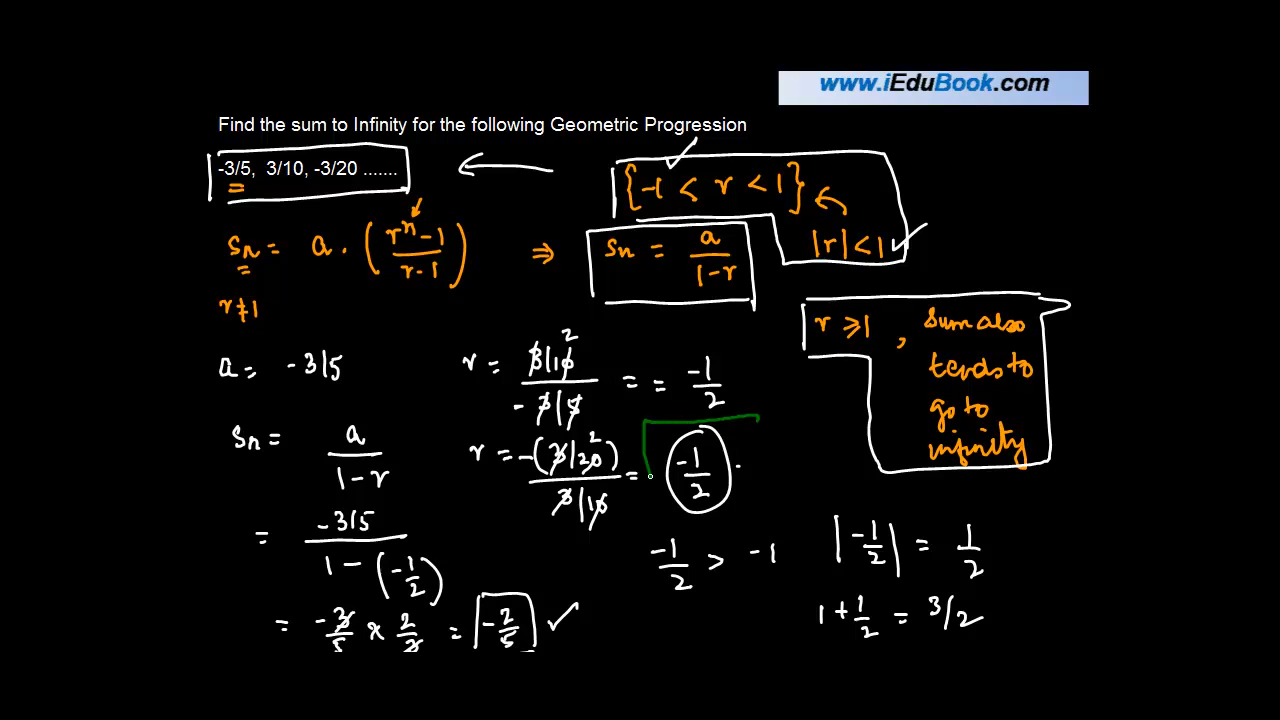 www.iEduBook.com
Find the sum to Infinity for the following Geometric Progression
-3/5, 3/10, -3/20 .......
{-1 < r < 1}
|r| < 1
Sn = a · (rⁿ-1 / r-1) ⇒ Sn = a / 1-r
r ≠ 1
r ≥ 1, Sum also
tends to
go to
infinity
a = -3/5
r = 3/10 2 / -3/5 = = -1/2
Sn = a / 1-r
r = -(3/20 2) / 3/10 = -1/2 .
= -3/5 / 1-(-1/2)
-1/2 > -1
|-1/2| = 1/2
1 + 1/2 = 3/2
= -3/5 x 2/3 = -2/5